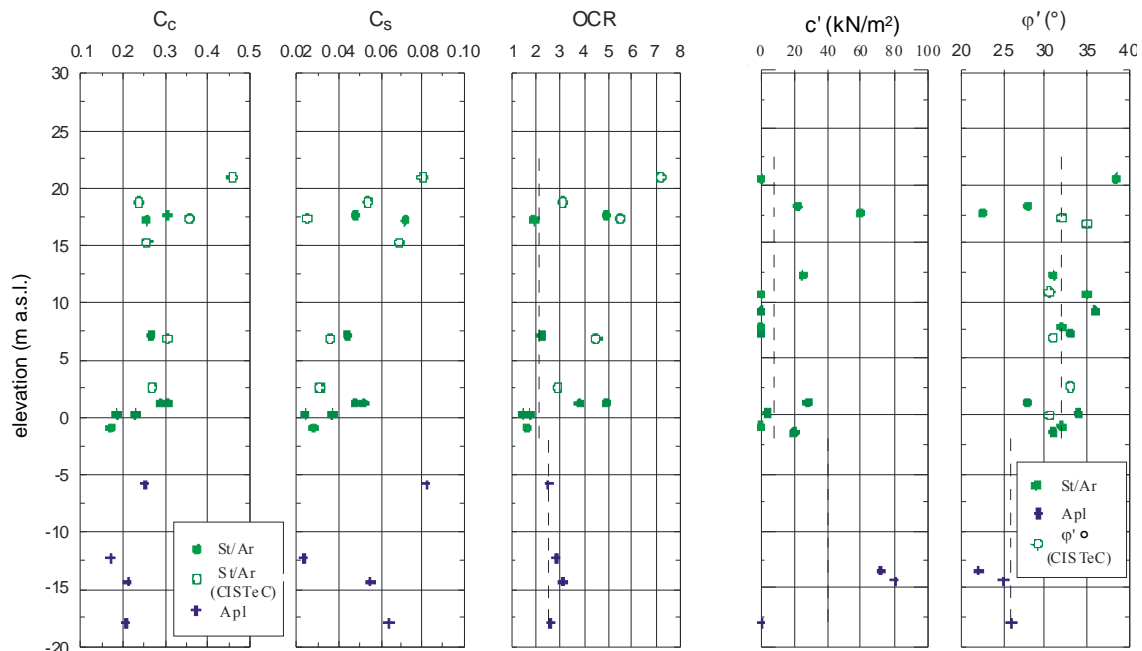 C_c C_s OCR c' (kN/m²) φ' (°)
0.1 0.2 0.3 0.4 0.5 0.02 0.04 0.06 0.08 0.10 1 2 3 4 5 6 7 8 0 20 40 60 80 100 20 25 30 35 40
30
25
20
15
10
5
0
-5
-10
-15
-20
elevation (m a.s.l.)
St/Ar
St/Ar
(CISTeC)
Apl
St/Ar
Apl
φ' °
(CISTeC)